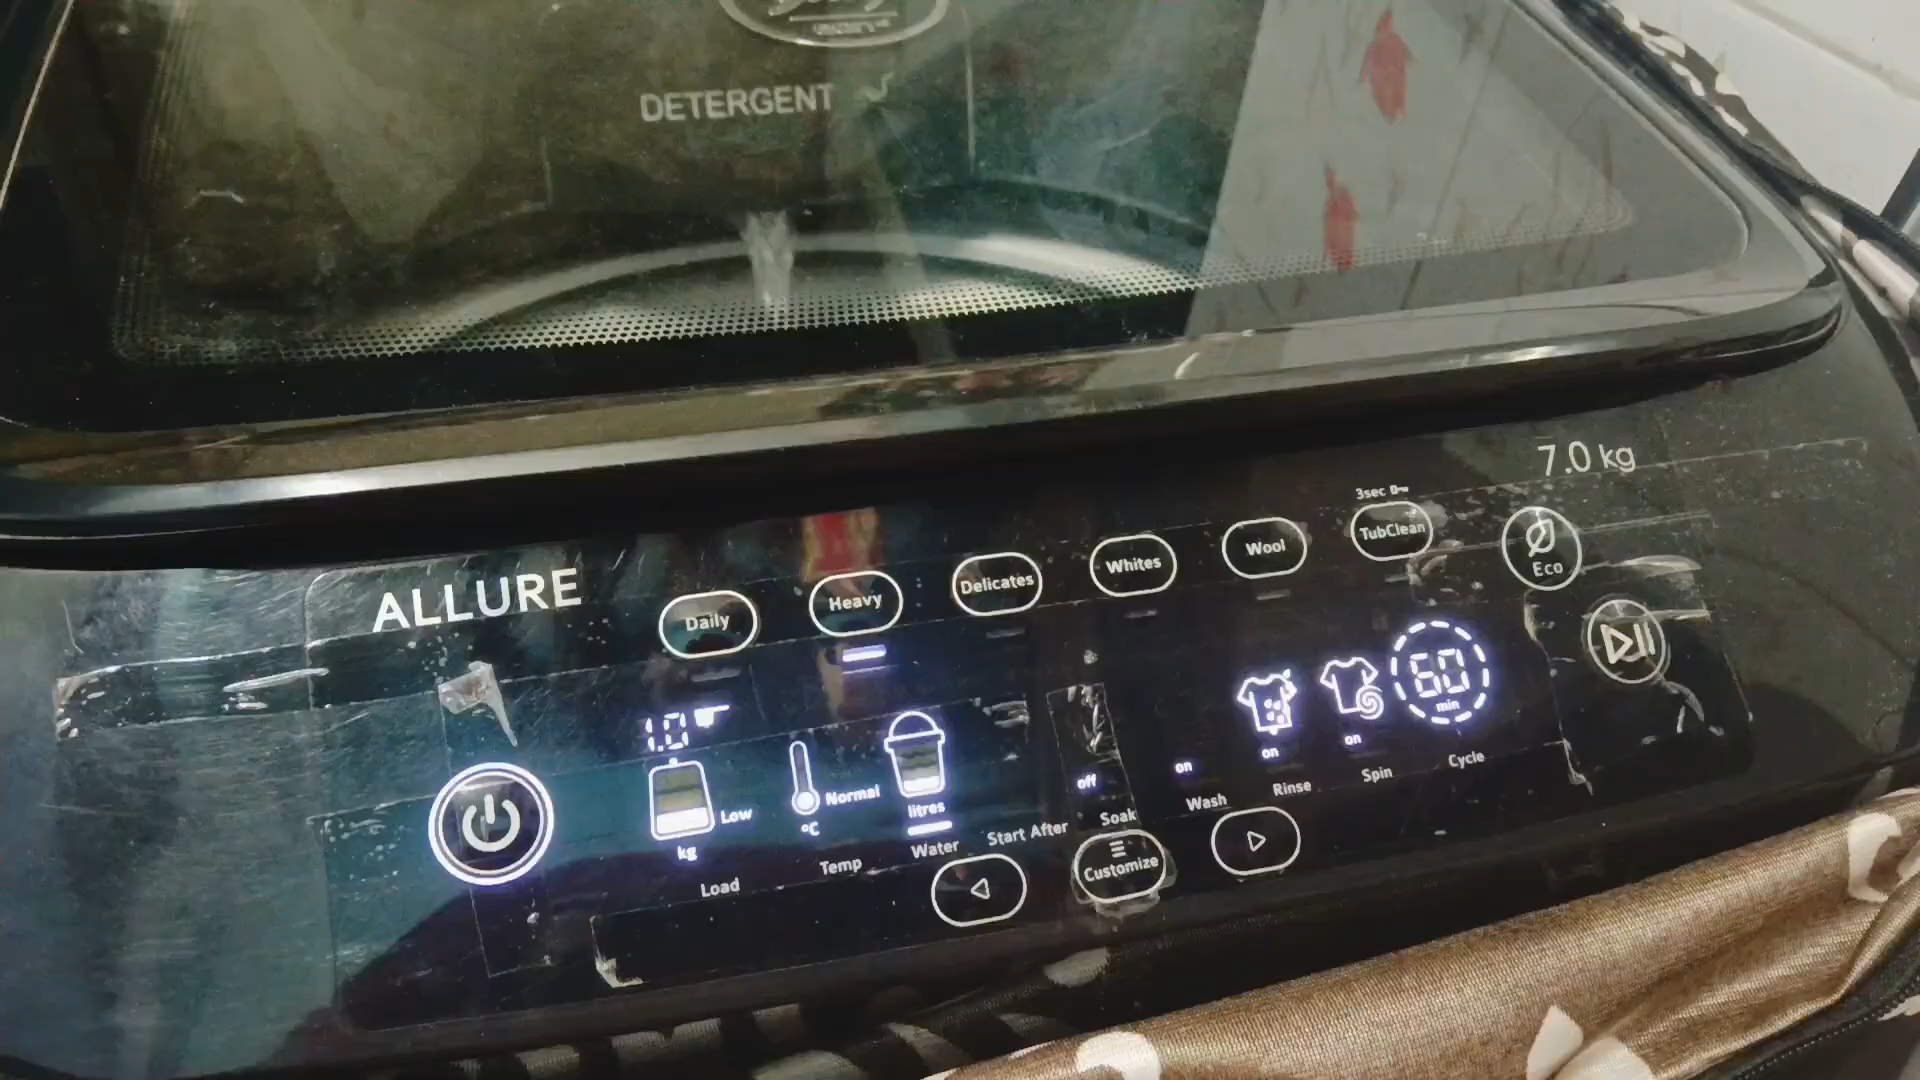 DETERGENT
7.0 kg
3sec
ALLURE
Daily
Heavy
Delicates
Whites
Wool
TubClean
Eco
1.0
60
min
Low
kg
Normal
°C
litres
off
on
on
on
Load
Temp
Water
Start After
Soak
Wash
Rinse
Spin
Cycle
Customize